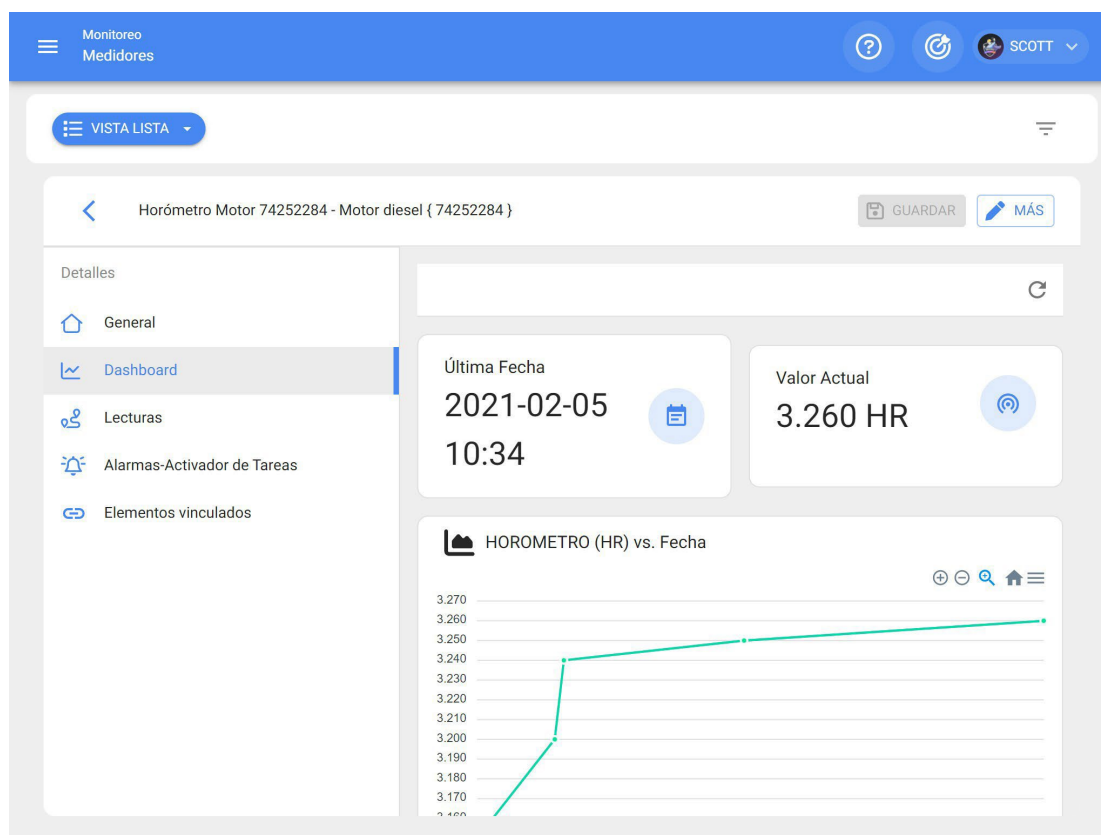 Monitoreo
Medidores
SCOTT
VISTA LISTA
Horómetro Motor 74252284 - Motor diesel { 74252284 }
GUARDAR
MÁS
Detalles
General
Dashboard
Lecturas
Alarmas-Activador de Tareas
Elementos vinculados
Última Fecha
2021-02-05
10:34
Valor Actual
3.260 HR
HOROMETRO (HR) vs. Fecha
3.270
3.260
3.250
3.240
3.230
3.220
3.210
3.200
3.190
3.180
3.170
3.160